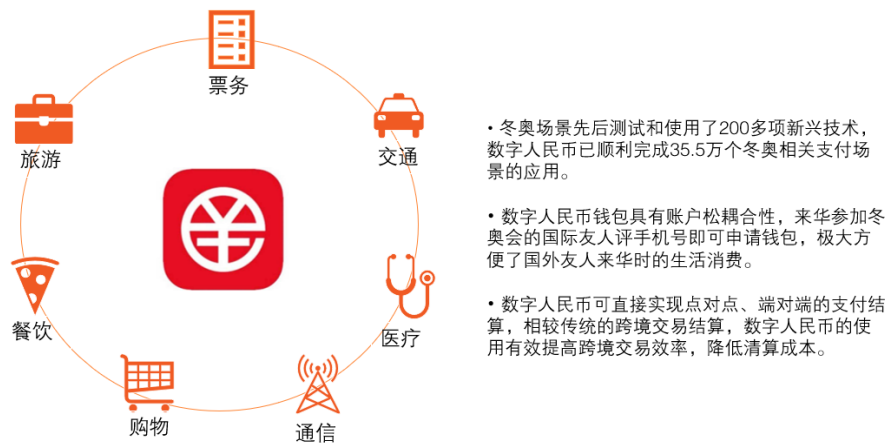 票务
旅游
交通
餐饮
医疗
购物
通信
• 冬奥场景先后测试和使用了200多项新兴技术，
数字人民币已顺利完成35.5万个冬奥相关支付场
景的应用。
• 数字人民币钱包具有账户松耦合性，来华参加冬
奥会的国际友人评手机号即可申请钱包，极大方
便了国外友人来华时的生活消费。
• 数字人民币可直接实现点对点、端对端的支付结
算，相较传统的跨境交易结算，数字人民币的使
用有效提高跨境交易效率，降低清算成本。